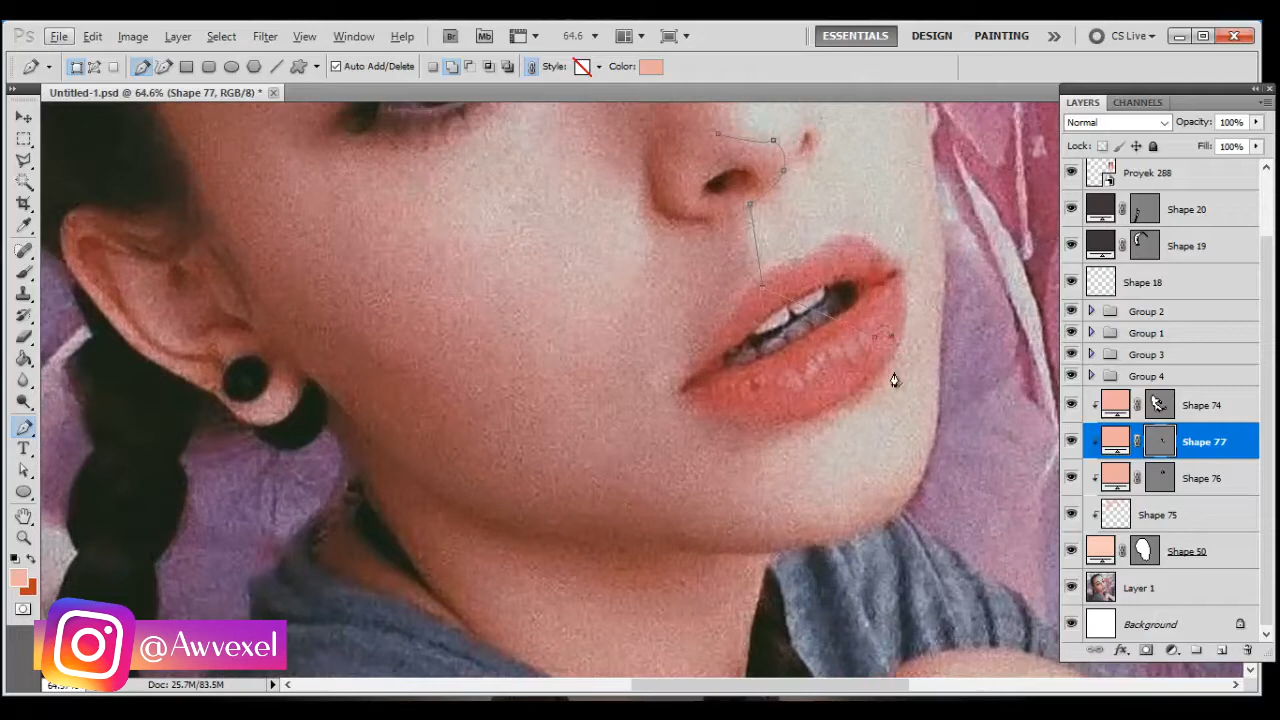 Ps File Edit Image Layer Select Filter View Window Help Br Mb 64.6 ESSENTIALS DESIGN PAINTING CS Live
Auto Add/Delete Style: Color:
Untitled-1.psd @ 64.6% (Shape 77, RGB/8) *
LAYERS CHANNELS
Normal Opacity: 100%
Lock: Fill: 100%
Proyek 288
Shape 20
Shape 19
Shape 18
Group 2
Group 1
Group 3
Group 4
Shape 74
Shape 77
Shape 76
Shape 75
Shape 50
Layer 1
Background
@Awvexel
Doc: 25.7M/83.5M